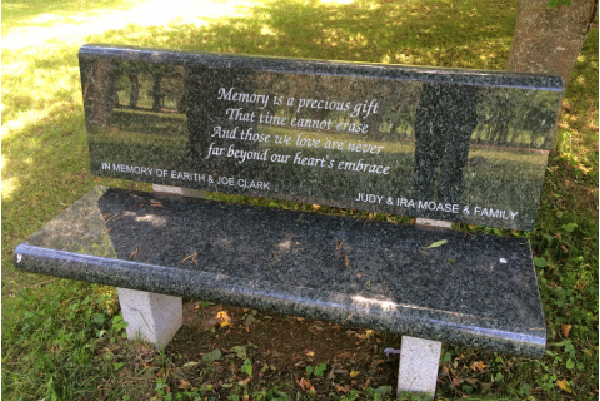 Memory is a precious gift
That time cannot erase
And those we love are never
far beyond our heart's embrace
IN MEMORY OF EARITH & JOE CLARK
JUDY & IRA MOASE & FAMILY